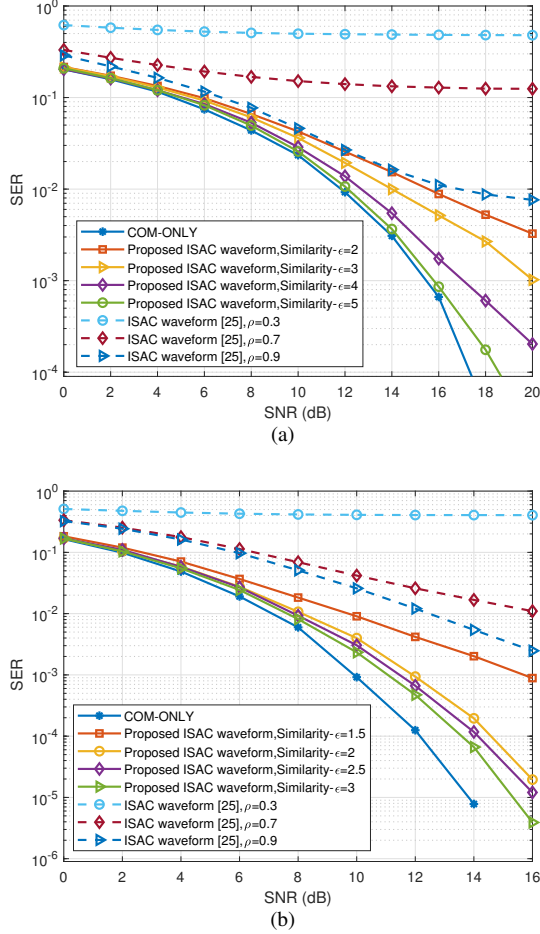 10^0
10^-1
10^-2
10^-3
10^-4
SER
COM-ONLY
Proposed ISAC waveform,Similarity-ϵ=2
Proposed ISAC waveform,Similarity-ϵ=3
Proposed ISAC waveform,Similarity-ϵ=4
Proposed ISAC waveform,Similarity-ϵ=5
ISAC waveform [25],ρ=0.3
ISAC waveform [25],ρ=0.7
ISAC waveform [25],ρ=0.9
0 2 4 6 8 10 12 14 16 18 20
SNR (dB)
(a)
10^0
10^-1
10^-2
10^-3
10^-4
10^-5
10^-6
SER
COM-ONLY
Proposed ISAC waveform,Similarity-ϵ=1.5
Proposed ISAC waveform,Similarity-ϵ=2
Proposed ISAC waveform,Similarity-ϵ=2.5
Proposed ISAC waveform,Similarity-ϵ=3
ISAC waveform [25],ρ=0.3
ISAC waveform [25],ρ=0.7
ISAC waveform [25],ρ=0.9
0 2 4 6 8 10 12 14 16
SNR (dB)
(b)